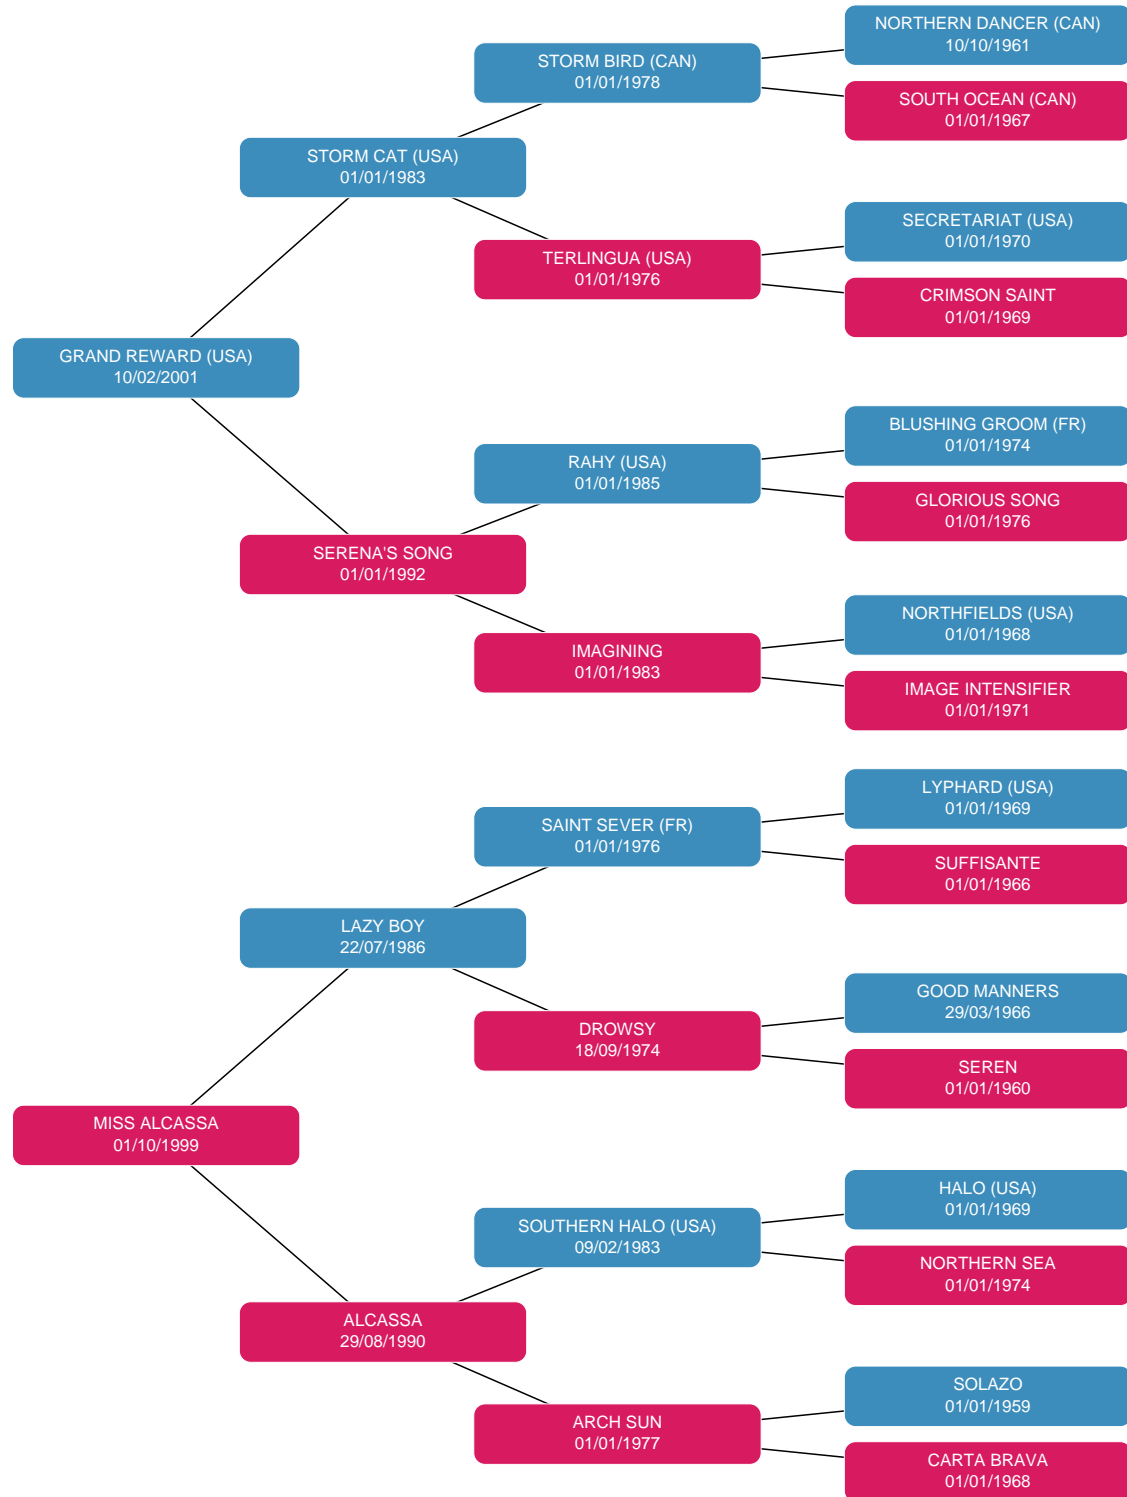 NORTHERN DANCER (CAN)
10/10/1961
STORM BIRD (CAN)
01/01/1978
SOUTH OCEAN (CAN)
01/01/1967
STORM CAT (USA)
01/01/1983
SECRETARIAT (USA)
01/01/1970
TERLINGUA (USA)
01/01/1976
CRIMSON SAINT
01/01/1969
GRAND REWARD (USA)
10/02/2001
BLUSHING GROOM (FR)
01/01/1974
RAHY (USA)
01/01/1985
GLORIOUS SONG
01/01/1976
SERENA'S SONG
01/01/1992
NORTHFIELDS (USA)
01/01/1968
IMAGINING
01/01/1983
IMAGE INTENSIFIER
01/01/1971
LYPHARD (USA)
01/01/1969
SAINT SEVER (FR)
01/01/1976
SUFFISANTE
01/01/1966
LAZY BOY
22/07/1986
GOOD MANNERS
29/03/1966
DROWSY
18/09/1974
SEREN
01/01/1960
MISS ALCASSA
01/10/1999
HALO (USA)
01/01/1969
SOUTHERN HALO (USA)
09/02/1983
NORTHERN SEA
01/01/1974
ALCASSA
29/08/1990
SOLAZO
01/01/1959
ARCH SUN
01/01/1977
CARTA BRAVA
01/01/1968